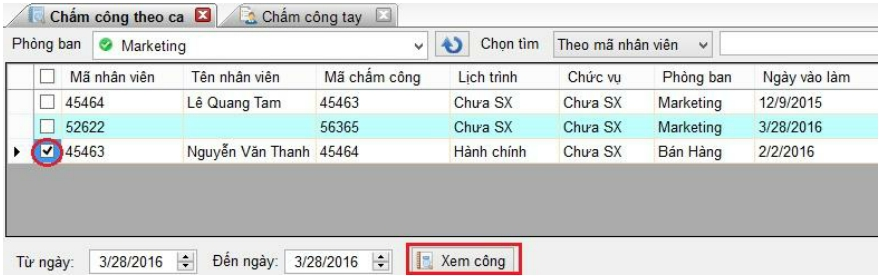 Chấm công theo ca Chấm công tay
Phòng ban Marketing Chọn tìm Theo mã nhân viên
Mã nhân viên Tên nhân viên Mã chấm công Lịch trình Chức vụ Phòng ban Ngày vào làm
45464 Lê Quang Tam 45463 Chưa SX Chưa SX Marketing 12/9/2015
52622 56365 Chưa SX Chưa SX Marketing 3/28/2016
45463 Nguyễn Văn Thanh 45464 Hành chính Chưa SX Bán Hàng 2/2/2016
Từ ngày: 3/28/2016 Đến ngày: 3/28/2016 Xem công